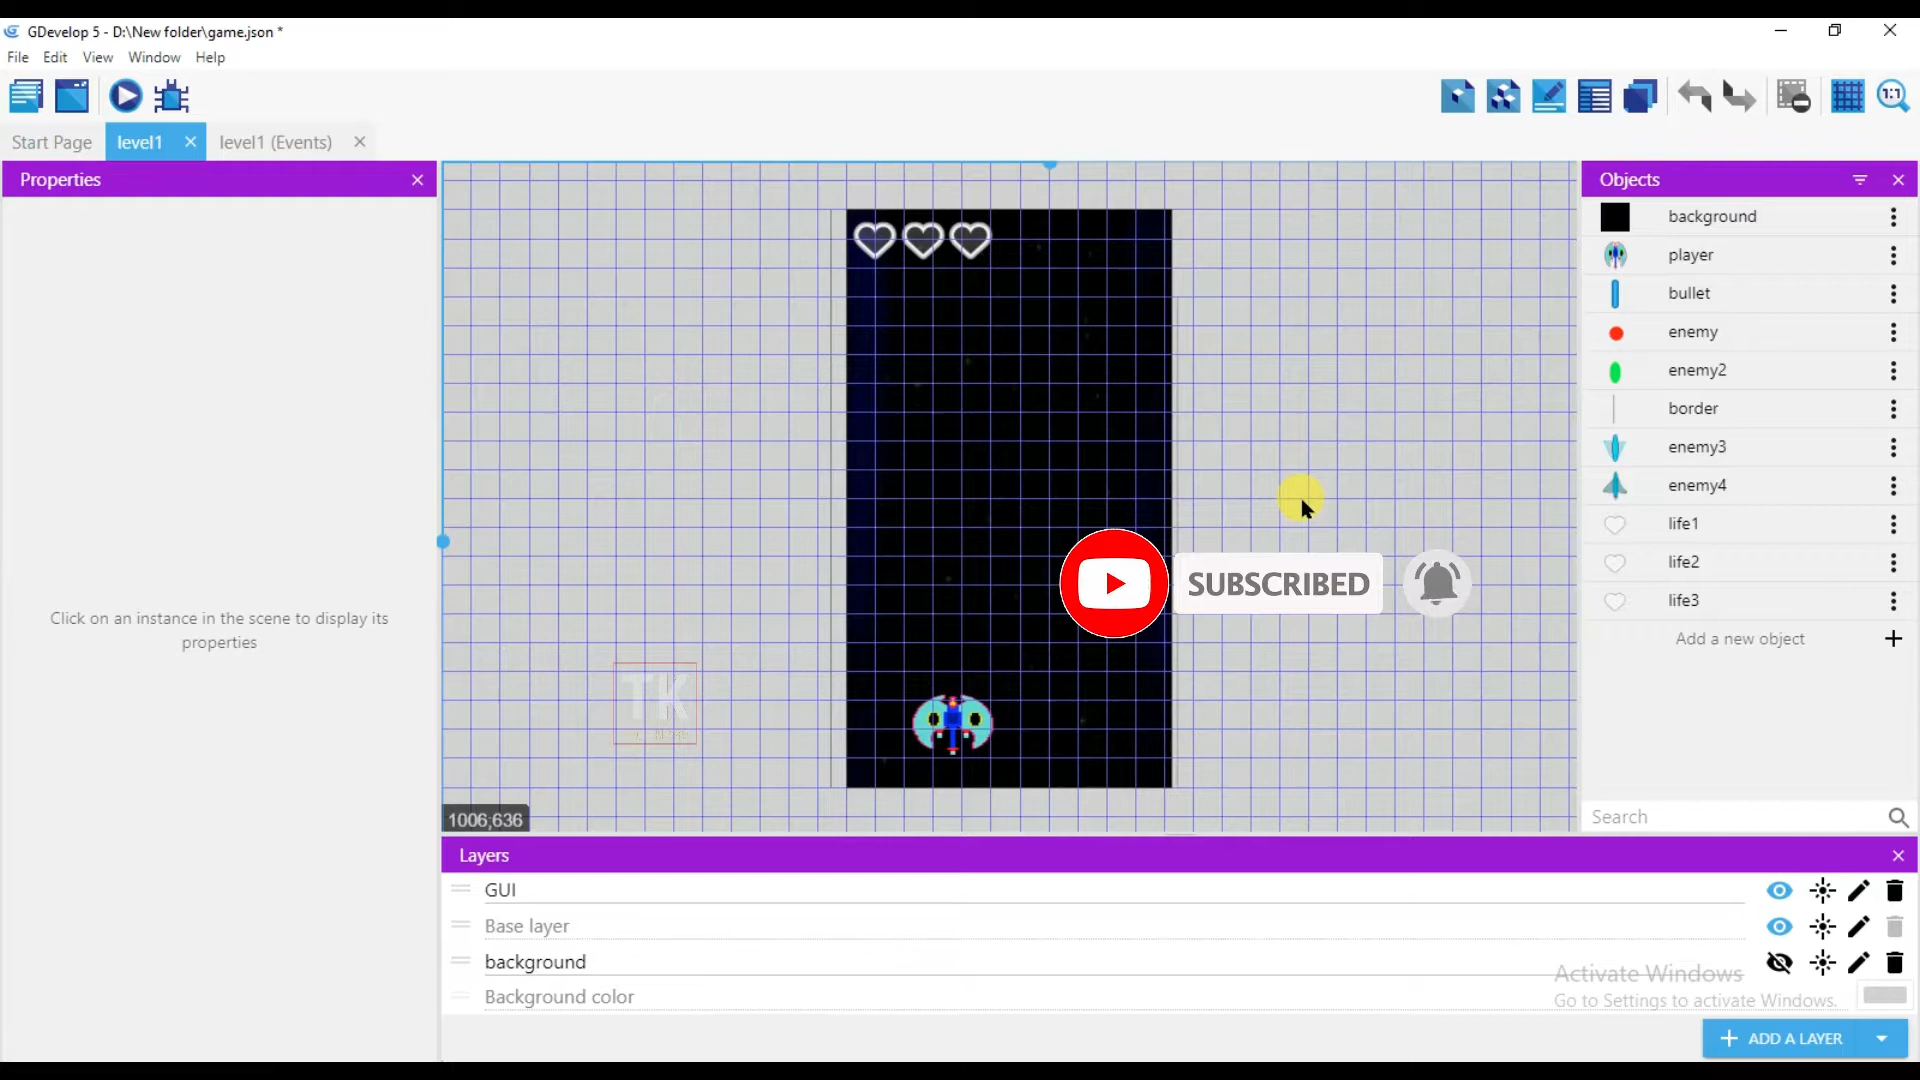 GDevelop 5 - D:\New folder\game.json *
File Edit View Window Help
Start Page level1 level1 (Events)
Properties
Objects
background
player
bullet
enemy
enemy2
border
enemy3
enemy4
life1
life2
life3
Add a new object
Click on an instance in the scene to display its
properties
SUBSCRIBED
TK
1006;636
Search
Layers
GUI
Base layer
background
Background color
Activate Windows
Go to Settings to activate Windows.
ADD A LAYER
1:1